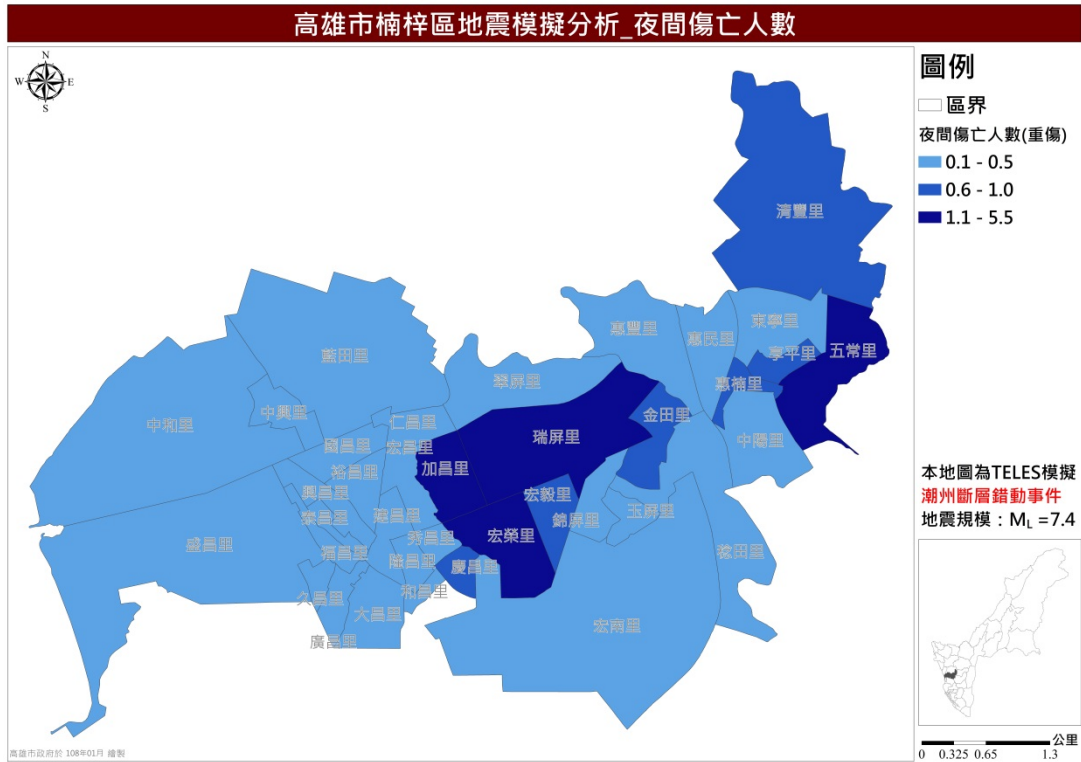 高雄市楠梓區地震模擬分析_夜間傷亡人數
N
W
E
S
圖例
區界
夜間傷亡人數(重傷)
0.1 - 0.5
0.6 - 1.0
1.1 - 5.5
清豐里
東寧里
惠豐里
惠民里
享平里
五常里
藍田里
翠屏里
惠楠里
中和里
中興里
仁昌里
金田里
國昌里
宏昌里
瑞屏里
中陽里
裕昌里
加昌里
興昌里
宏毅里
泰昌里
建昌里
錦屏里
玉屏里
盛昌里
秀昌里
宏榮里
福昌里
隆昌里
慶昌里
稔田里
久昌里
和昌里
大昌里
宏南里
廣昌里
本地圖為TELES模擬
潮州斷層錯動事件
地震規模：ML =7.4
公里
0 0.325 0.65 1.3
高雄市政府於 108年01月 繪製